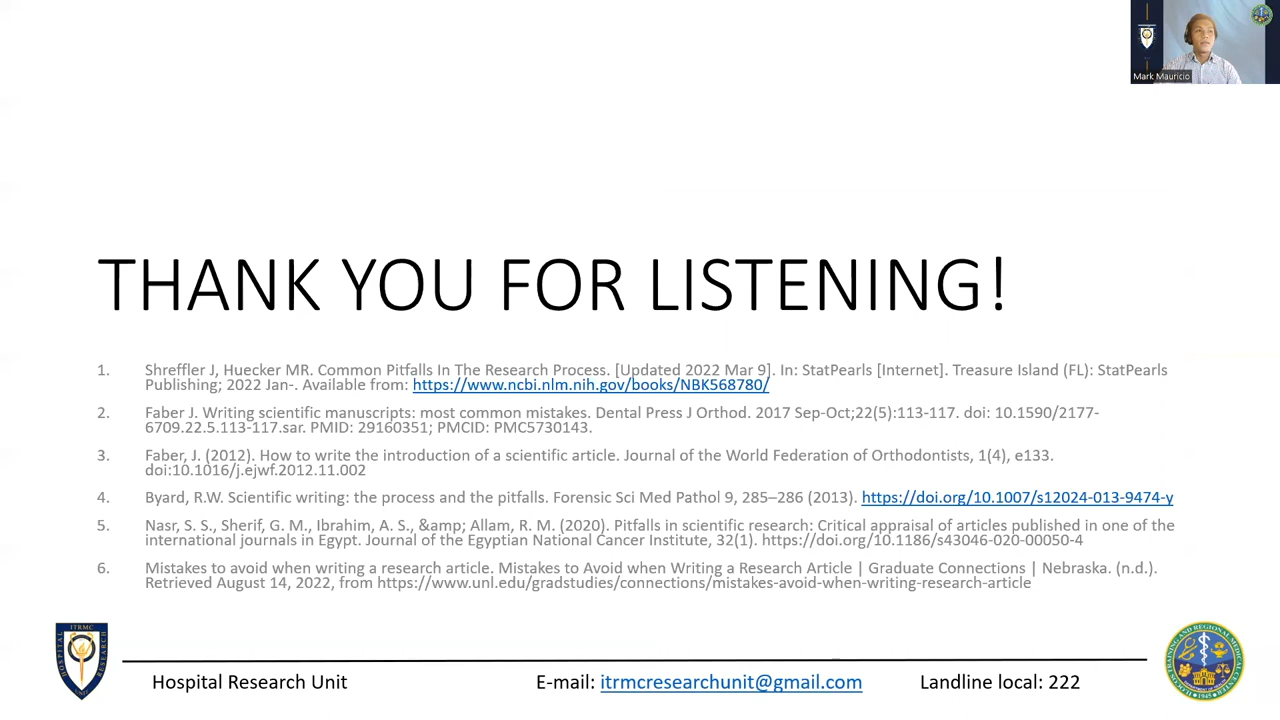 Mark Mauricio
THANK YOU FOR LISTENING!
1. Shreffler J, Huecker MR. Common Pitfalls In The Research Process. [Updated 2022 Mar 9]. In: StatPearls [Internet]. Treasure Island (FL): StatPearls
Publishing; 2022 Jan-. Available from: https://www.ncbi.nlm.nih.gov/books/NBK568780/
2. Faber J. Writing scientific manuscripts: most common mistakes. Dental Press J Orthod. 2017 Sep-Oct;22(5):113-117. doi: 10.1590/2177-
6709.22.5.113-117.sar. PMID: 29160351; PMCID: PMC5730143.
3. Faber, J. (2012). How to write the introduction of a scientific article. Journal of the World Federation of Orthodontists, 1(4), e133.
doi:10.1016/j.ejwf.2012.11.002
4. Byard, R.W. Scientific writing: the process and the pitfalls. Forensic Sci Med Pathol 9, 285–286 (2013). https://doi.org/10.1007/s12024-013-9474-y
5. Nasr, S. S., Sherif, G. M., Ibrahim, A. S., &amp; Allam, R. M. (2020). Pitfalls in scientific research: Critical appraisal of articles published in one of the
international journals in Egypt. Journal of the Egyptian National Cancer Institute, 32(1). https://doi.org/10.1186/s43046-020-00050-4
6. Mistakes to avoid when writing a research article. Mistakes to Avoid when Writing a Research Article | Graduate Connections | Nebraska. (n.d.).
Retrieved August 14, 2022, from https://www.unl.edu/gradstudies/connections/mistakes-avoid-when-writing-research-article
ITRMC
HOSPITAL
RESEARCH
Hospital Research Unit
E-mail: itrmcresearchunit@gmail.com
Landline local: 222
ILOCOS TRAINING AND REGIONAL MEDICAL CENTER
1945